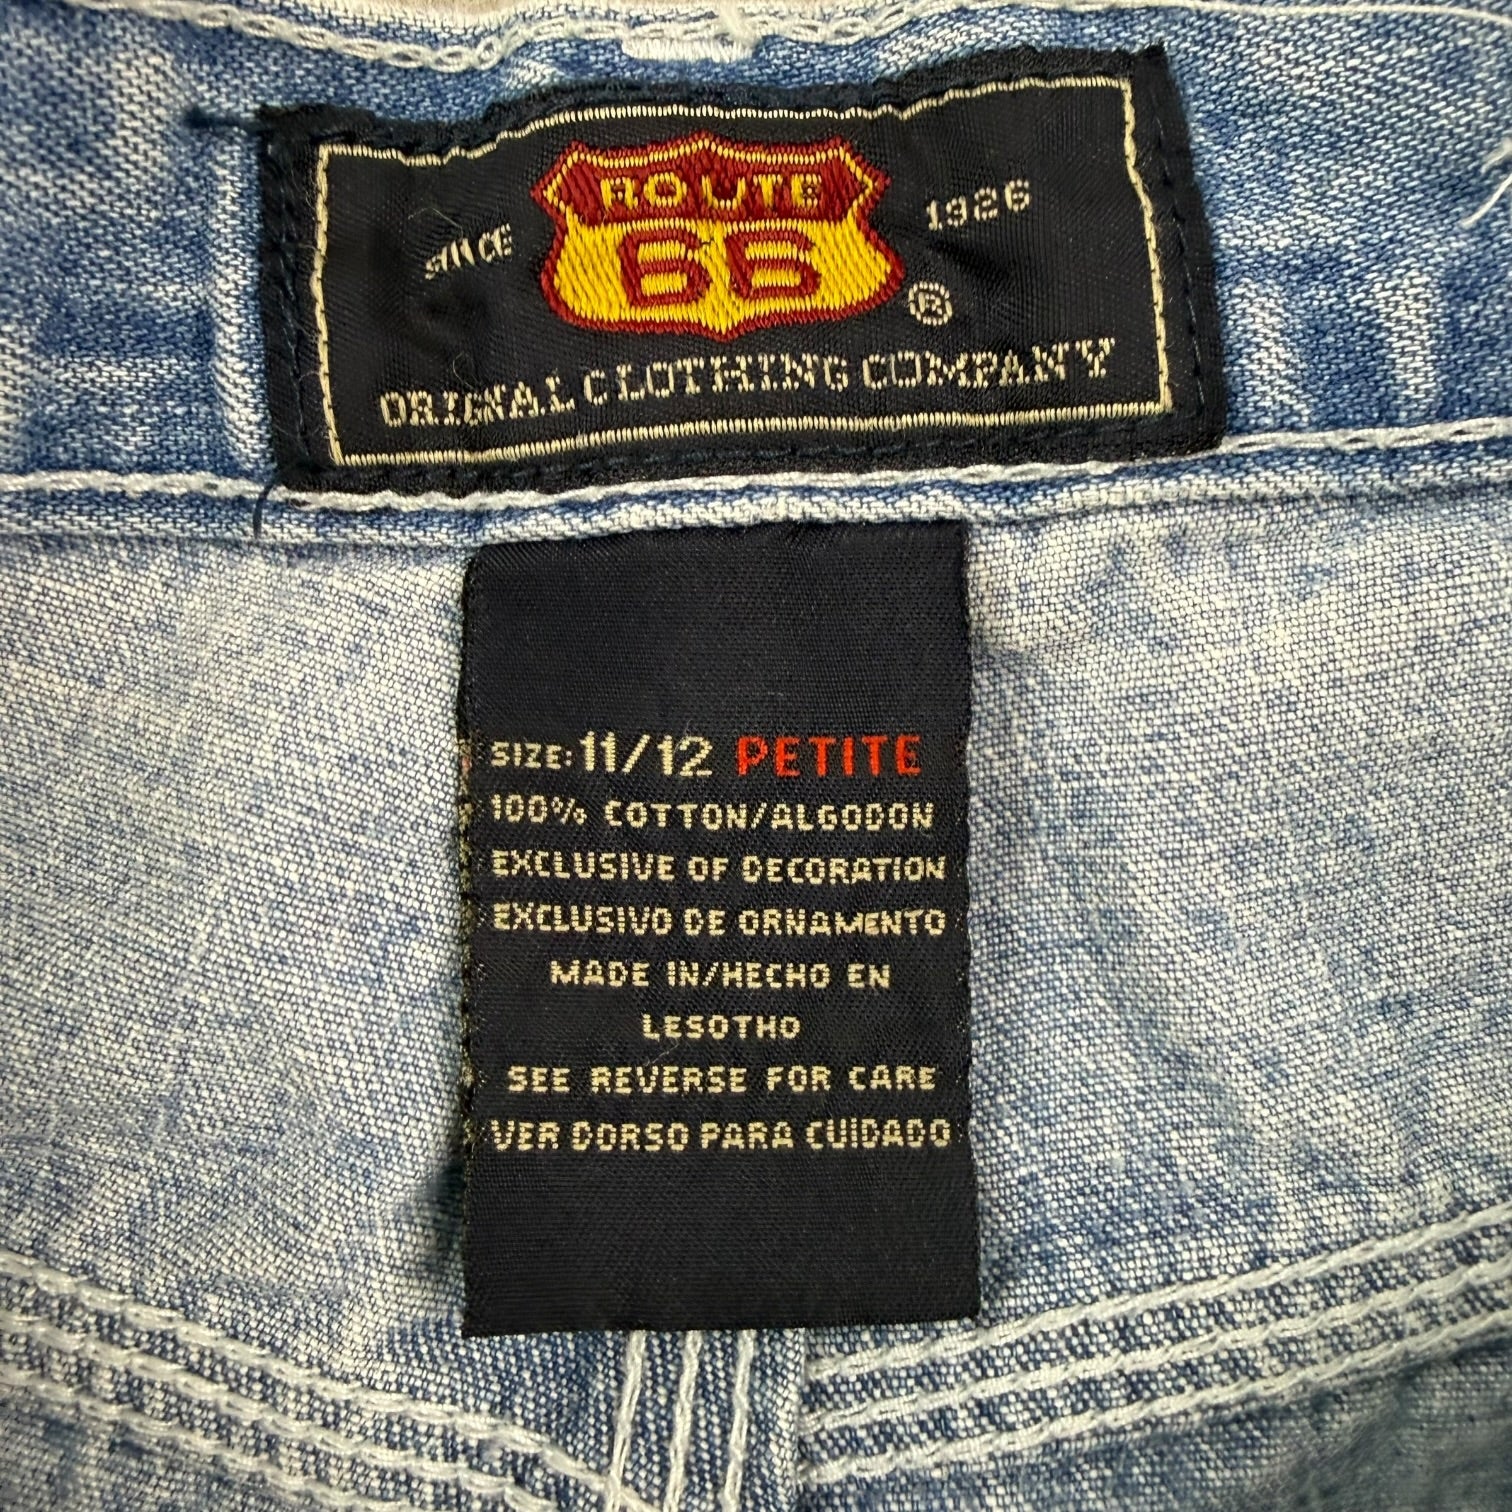 ROUTE
66
SINCE 1926
®
ORIGINAL CLOTHING COMPANY
SIZE: 11/12 PETITE
100% COTTON/ALGODON
EXCLUSIVE OF DECORATION
EXCLUSIVO DE ORNAMENTO
MADE IN/HECHO EN
LESOTHO
SEE REVERSE FOR CARE
VER DORSO PARA CUIDADO